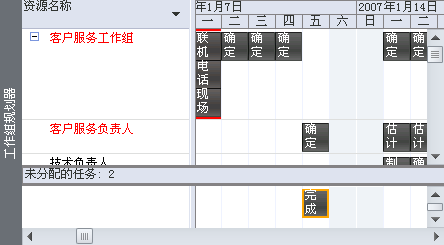 资源名称
年1月7日 2007年1月14日
一 二 三 四 五 六 日 一 二
工作组规划器
客户服务工作组 联机 确定 确定 确定 确定 确定
电话
现场
客户服务负责人 确定 估计 估计
技术负责人 制 确
未分配的任务: 2
完成